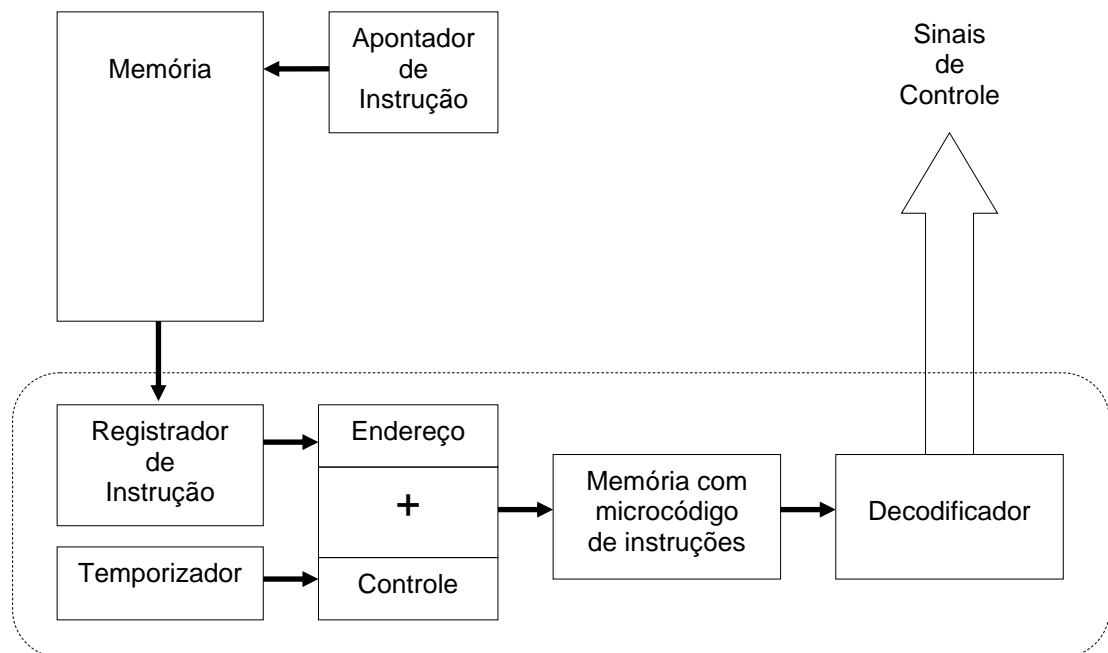 Memória
Apontador
de
Instrução
Sinais
de
Controle
Registrador
de
Instrução
Temporizador
Endereço
+
Controle
Memória com
microcódigo
de instruções
Decodificador